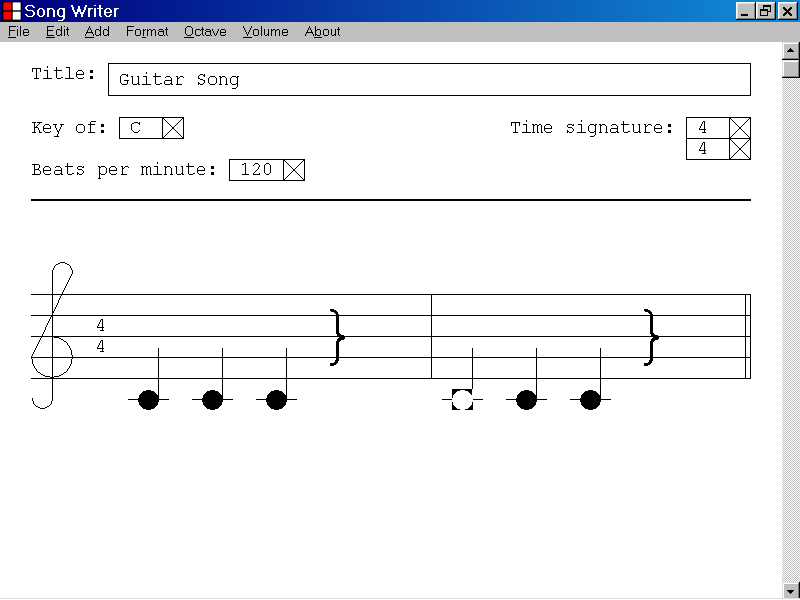 Song Writer
File Edit Add Format Octave Volume About
Title: Guitar Song
Key of: C Time signature: 4
4
Beats per minute: 120
4
4